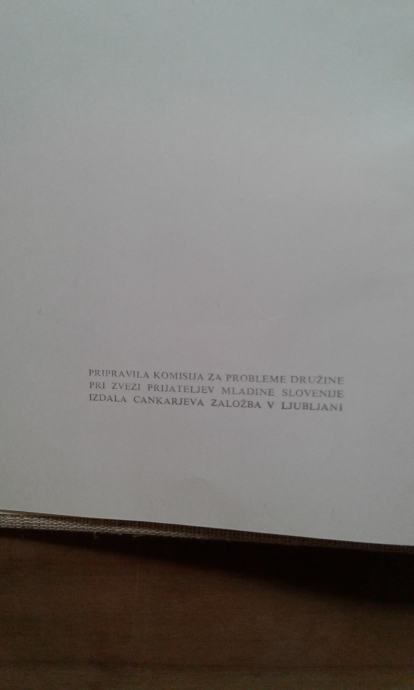 PRIPRAVILA KOMISIJA ZA PROBLEME DRUŽINE
PRI ZVEZI PRIJATELJEV MLADINE SLOVENIJE
IZDALA CANKARJEVA ZALOŽBA V LJUBLJANI